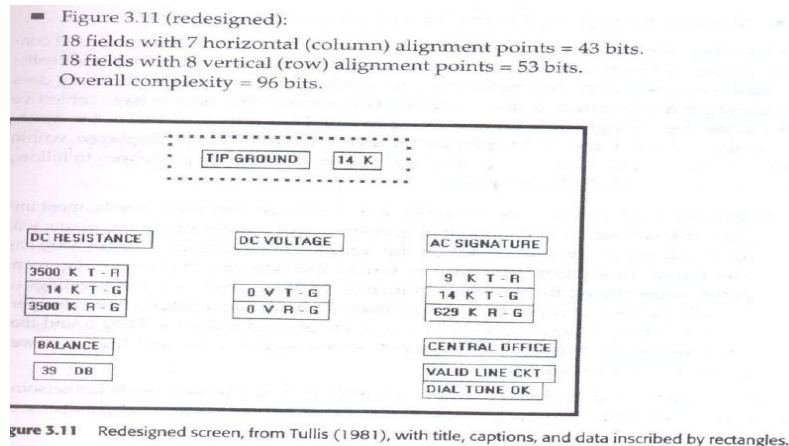 Figure 3.11 (redesigned):
18 fields with 7 horizontal (column) alignment points = 43 bits.
18 fields with 8 vertical (row) alignment points = 53 bits.
Overall complexity = 96 bits.
TIP GROUND 14 K
DC RESISTANCE DC VOLTAGE AC SIGNATURE
3500 K T - R 9 K T - R
14 K T - G 0 V T - G 14 K T - G
3500 K R - G 0 V R - G 629 K R - G
BALANCE CENTRAL OFFICE
39 DB VALID LINE CKT
DIAL TONE OK
gure 3.11 Redesigned screen, from Tullis (1981), with title, captions, and data inscribed by rectangles.